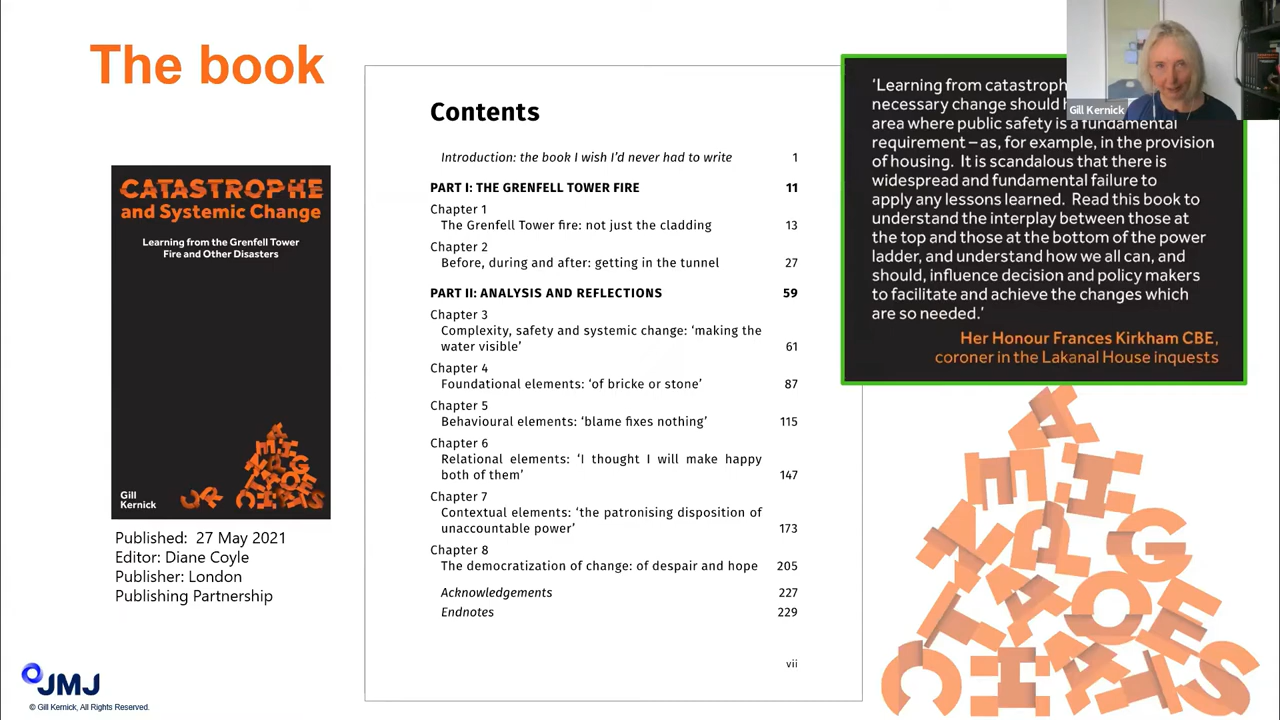 The book
CATASTROPHE
and Systemic Change
Learning from the Grenfell Tower
Fire and Other Disasters
Gill
Kernick
Published: 27 May 2021
Editor: Diane Coyle
Publisher: London
Publishing Partnership
JMJ
© Gill Kernick, All Rights Reserved.
Contents
Introduction: the book I wish I'd never had to write 1
PART I: THE GRENFELL TOWER FIRE 11
Chapter 1
The Grenfell Tower fire: not just the cladding 13
Chapter 2
Before, during and after: getting in the tunnel 27
PART II: ANALYSIS AND REFLECTIONS 59
Chapter 3
Complexity, safety and systemic change: 'making the
water visible' 61
Chapter 4
Foundational elements: 'of bricke or stone' 87
Chapter 5
Behavioural elements: 'blame fixes nothing' 115
Chapter 6
Relational elements: 'I thought I will make happy
both of them' 147
Chapter 7
Contextual elements: 'the patronising disposition of
unaccountable power' 173
Chapter 8
The democratization of change: of despair and hope 205
Acknowledgements 227
Endnotes 229
vii
'Learning from
necessary change should
area where public safety is a fundamental
requirement – as, for example, in the provision
of housing. It is scandalous that there is
widespread and fundamental failure to
apply any lessons learned. Read this book to
understand the interplay between those at
the top and those at the bottom of the power
ladder, and understand how we all can, and
should, influence decision and policy makers
to facilitate and achieve the changes which
are so needed.'
Her Honour Frances Kirkham CBE,
coroner in the Lakanal House inquests
Gill Kernick